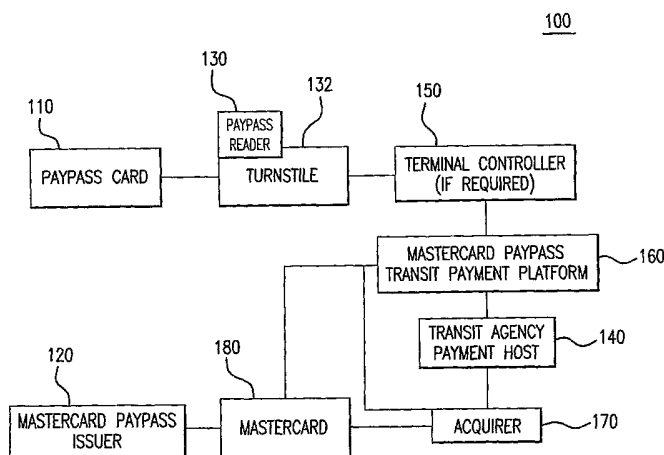 100
130
132
110
150
PAYPASS
READER
PAYPASS CARD
TURNSTILE
TERMINAL CONTROLLER
(IF REQUIRED)
MASTERCARD PAYPASS
TRANSIT PAYMENT PLATFORM
160
TRANSIT AGENCY
PAYMENT HOST
140
120
180
MASTERCARD PAYPASS
ISSUER
MASTERCARD
ACQUIRER
170